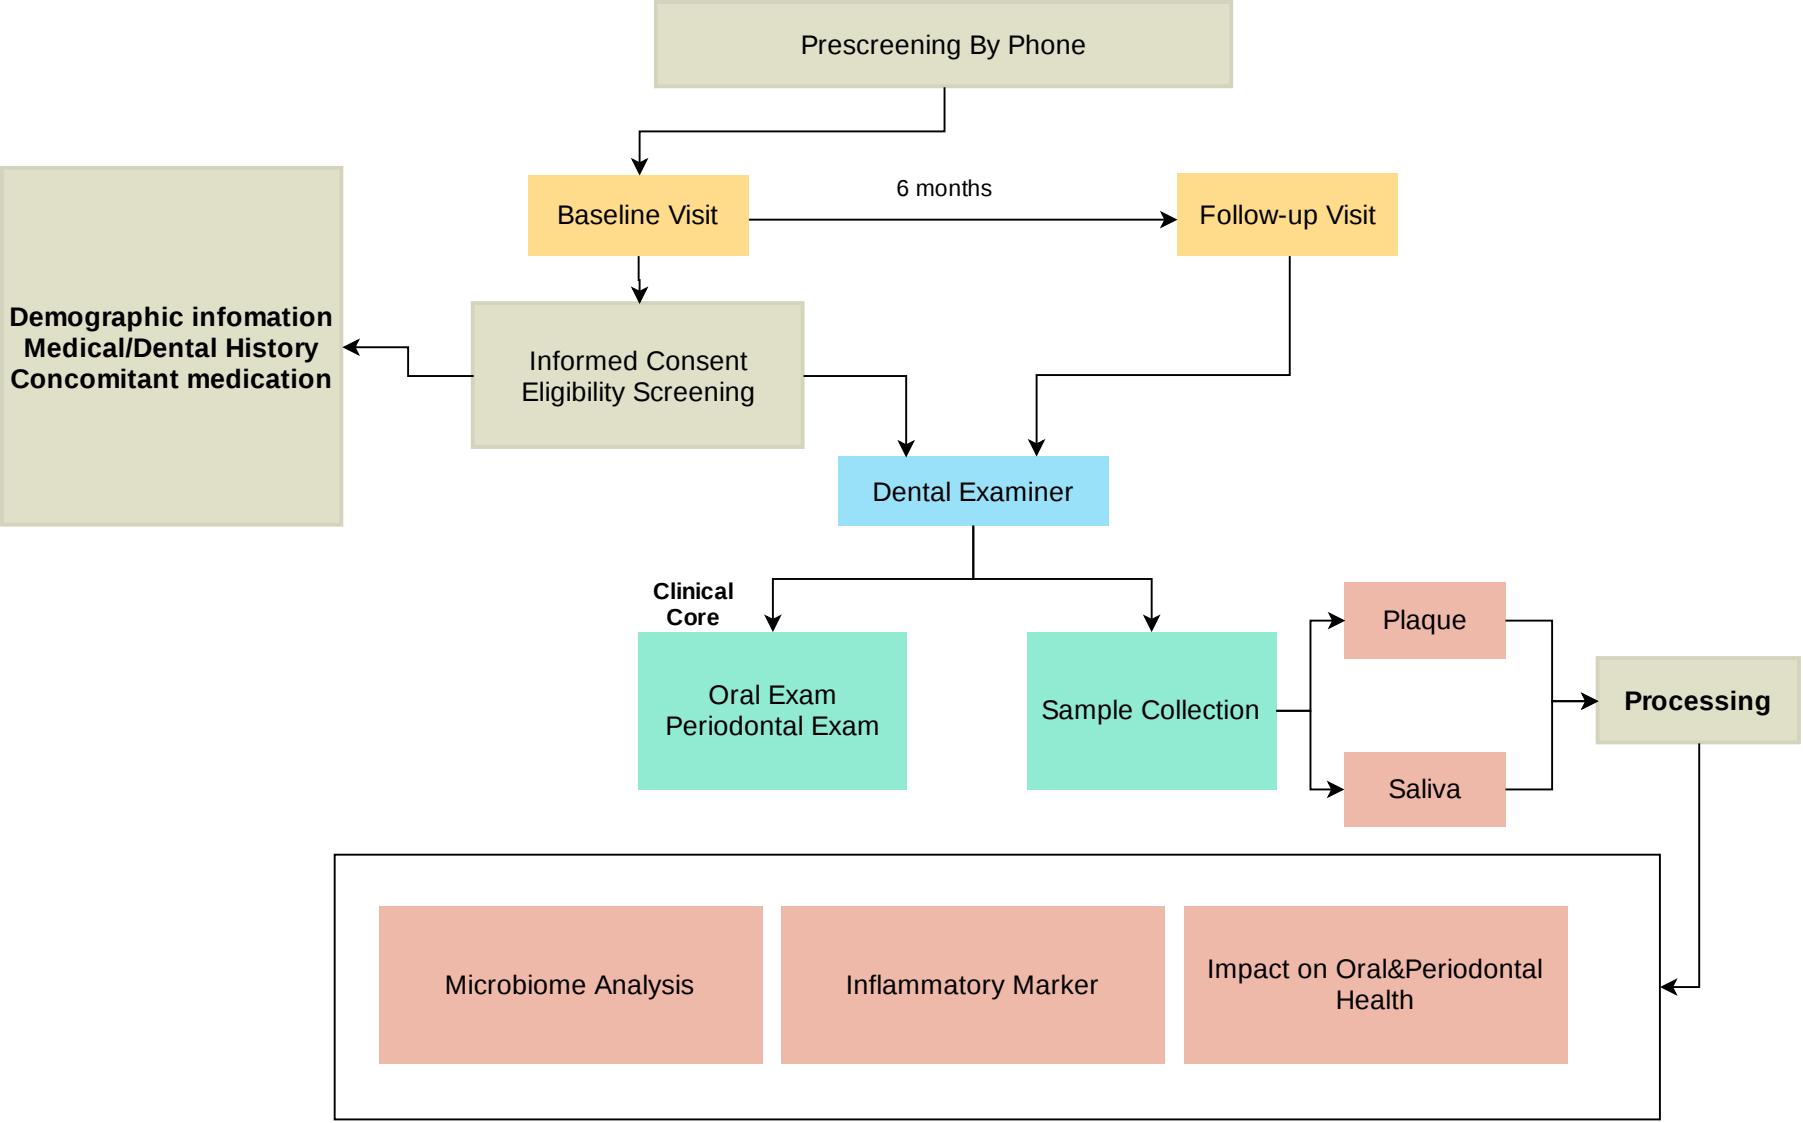 Prescreening By Phone
Baseline Visit
6 months
Follow-up Visit
Demographic infomation
Medical/Dental History
Concomitant medication
Informed Consent
Eligibility Screening
Dental Examiner
Clinical
Core
Oral Exam
Periodontal Exam
Sample Collection
Plaque
Saliva
Processing
Microbiome Analysis
Inflammatory Marker
Impact on Oral&Periodontal
Health